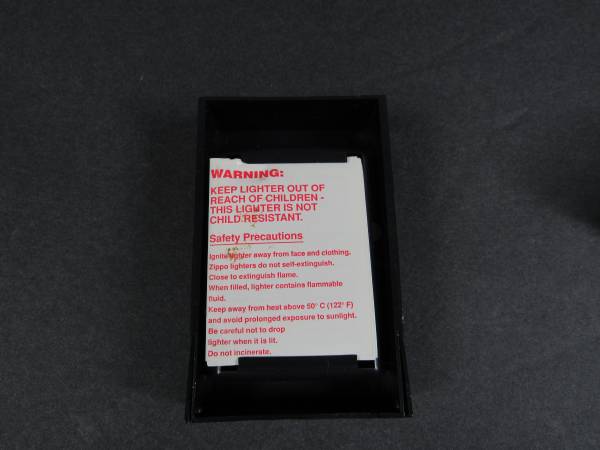 WARNING:
KEEP LIGHTER OUT OF
REACH OF CHILDREN -
THIS LIGHTER IS NOT
CHILD RESISTANT.
Safety Precautions
Ignite lighter away from face and clothing.
Zippo lighters do not self-extinguish.
Close to extinguish flame.
When filled, lighter contains flammable
fluid.
Keep away from heat above 50° C (122° F)
and avoid prolonged exposure to sunlight.
Be careful not to drop
lighter when it is lit.
Do not incinerate.